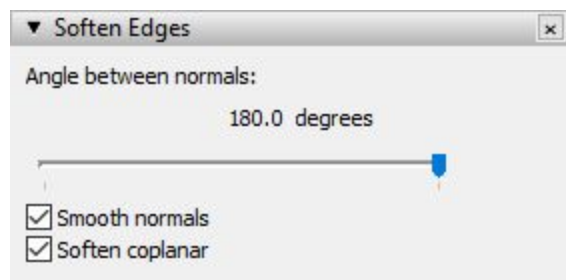 Soften Edges
Angle between normals:
180.0 degrees
Smooth normals
Soften coplanar